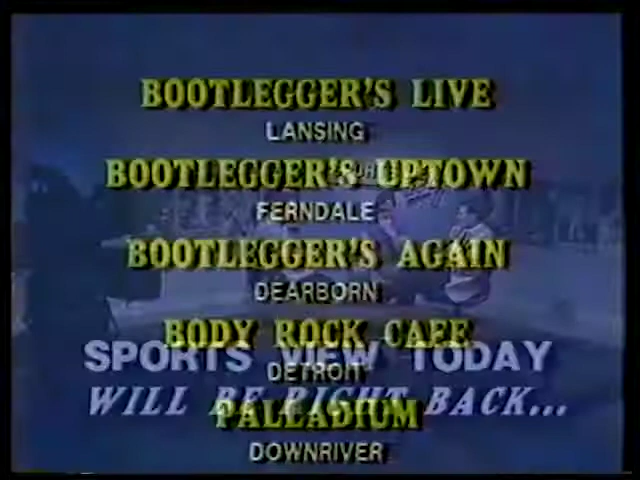 BOOTLEGGER'S LIVE
LANSING
BOOTLEGGER'S UPTOWN
FERNDALE
BOOTLEGGER'S AGAIN
DEARBORN
BODY ROCK CAFE
SPORTS VIEW TODAY
DETROIT
WILL BE RIGHT BACK...
PALLADIUM
DOWNRIVER